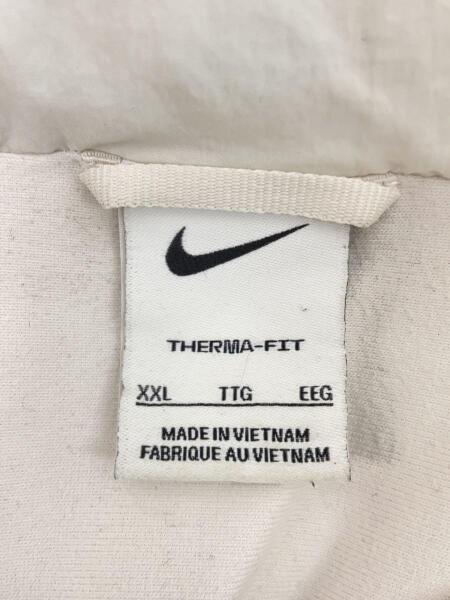 THERMA-FIT
XXL TTG EEG
MADE IN VIETNAM
FABRIQUE AU VIETNAM